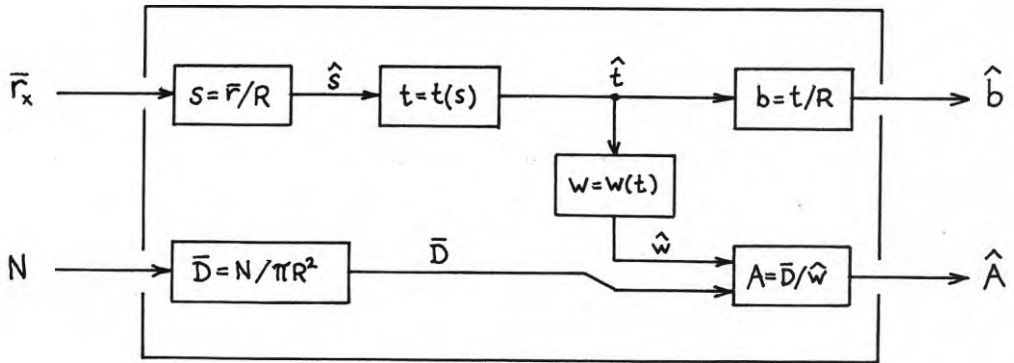 r̄ₓ
s = r̄/R
ŝ
t = t(s)
t̂
b = t/R
b̂
w = w(t)
ŵ
N
D̄ = N/πR²
D̄
A = D̄/ŵ
Â